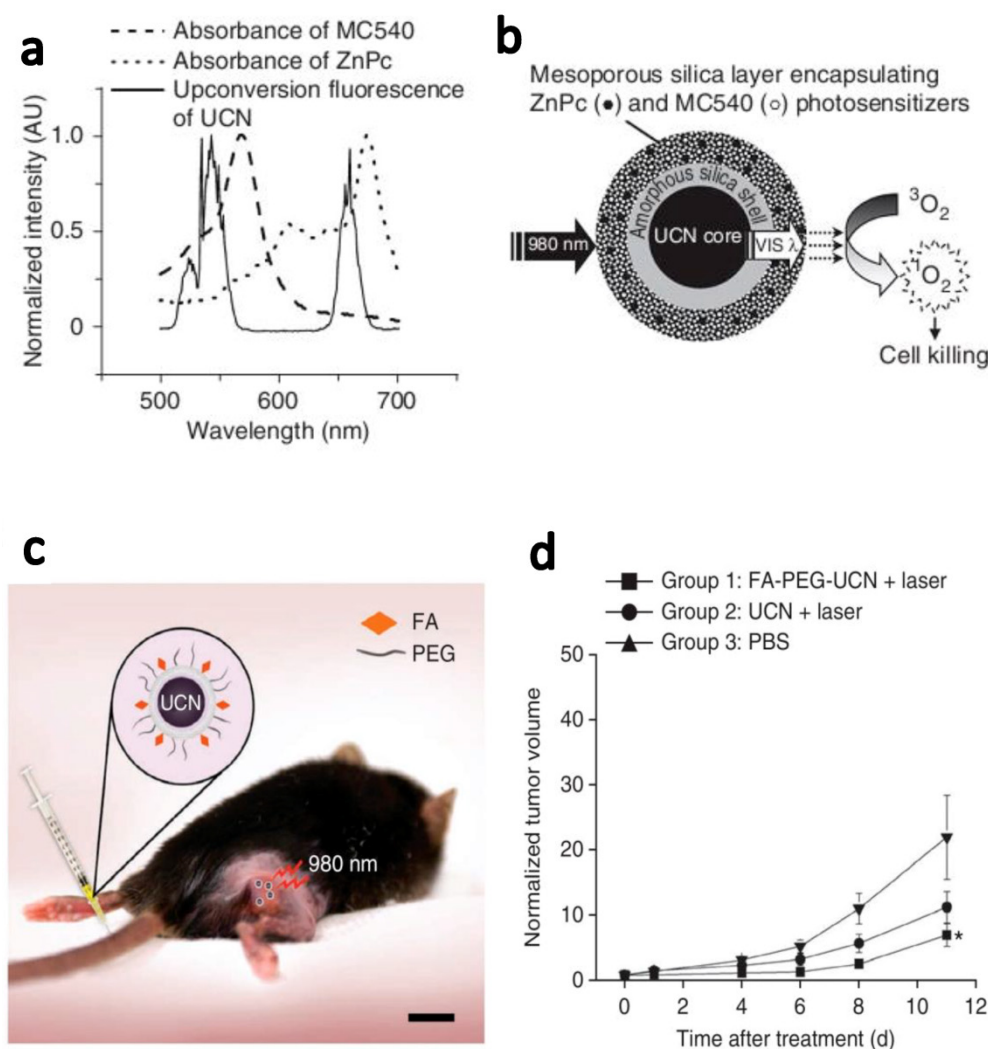 a
Absorbance of MC540
Absorbance of ZnPc
Upconversion fluorescence
of UCN
Normalized intensity (AU)
1.0
0.5
0
500
600
700
Wavelength (nm)
b
Mesoporous silica layer encapsulating
ZnPc (●) and MC540 (○) photosensitizers
Amorphous silica shell
UCN core
980 nm
VIS λ
³O₂
¹O₂
Cell killing
c
FA
PEG
UCN
980 nm
d
Group 1: FA-PEG-UCN + laser
Group 2: UCN + laser
Group 3: PBS
Normalized tumor volume
50
40
30
20
10
0
*
0 2 4 6 8 10 12
Time after treatment (d)